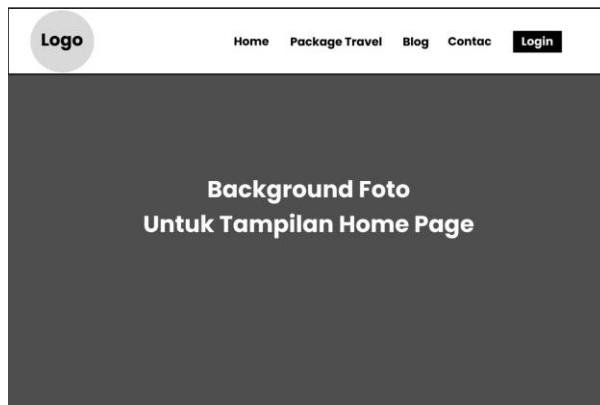 Logo
Home Package Travel Blog Contac Login
Background Foto
Untuk Tampilan Home Page